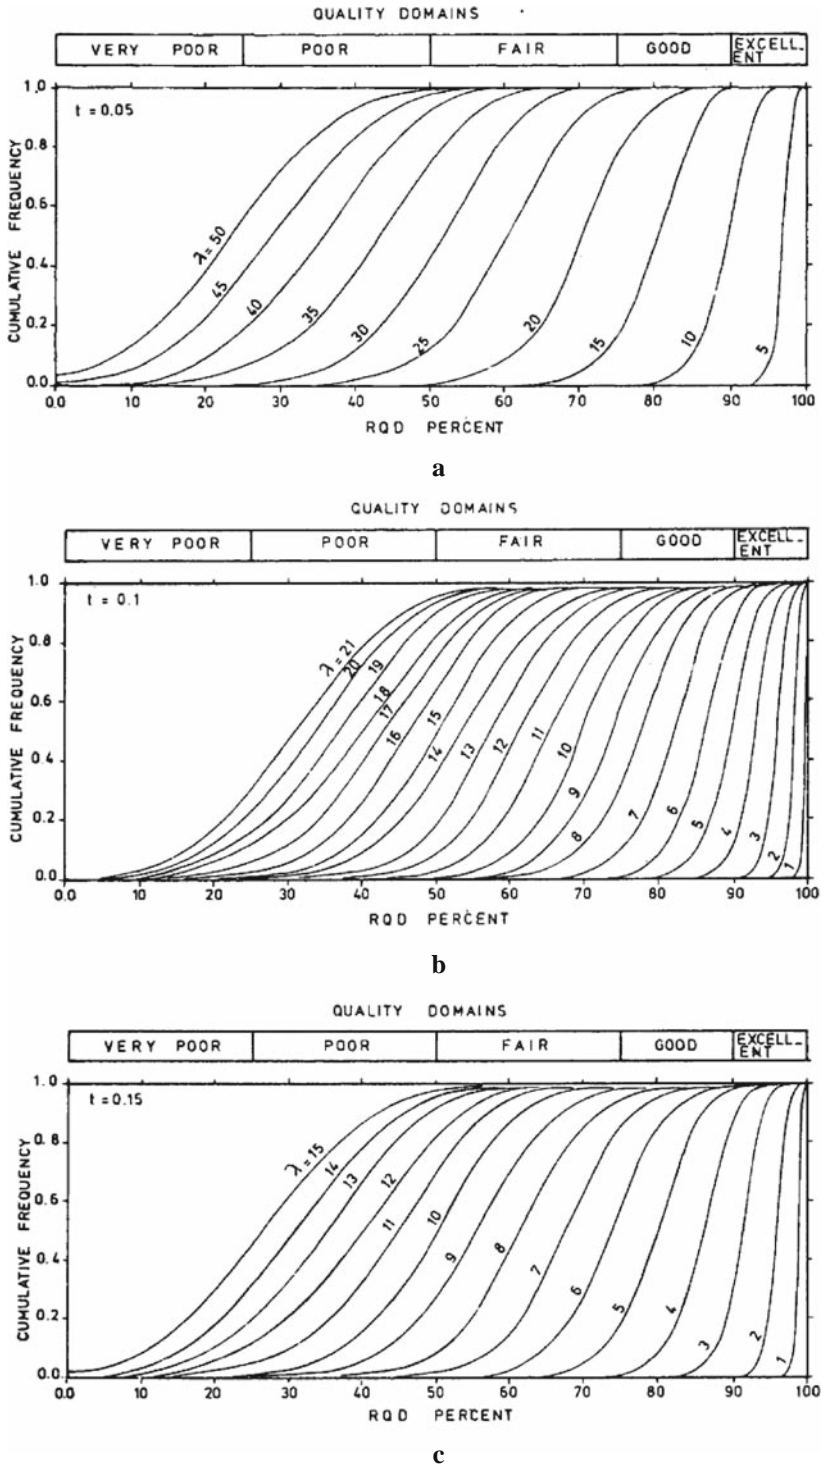 QUALITY DOMAINS
VERY POOR POOR FAIR GOOD EXCELL_
ENT
1.0
t = 0.05
0.8
0.6
0.4
0.2
0.0
CUMULATIVE FREQUENCY
λ=50
45
40
35
30
25
20
15
10
5
0.0 10 20 30 40 50 60 70 80 90 100
RQD PERCENT
a
QUALITY DOMAINS
VERY POOR POOR FAIR GOOD EXCELL_
ENT
1.0
t = 0.1
0.8
0.6
0.4
0.2
0.0
CUMULATIVE FREQUENCY
λ=21
20
19
18
17
16
15
14
13
12
11
10
9
8
7
6
5
4
3
2
1
0.0 10 20 30 40 50 60 70 80 90 100
RQD PERCENT
b
QUALITY DOMAINS
VERY POOR POOR FAIR GOOD EXCELL_
ENT
1.0
t = 0.15
0.8
0.6
0.4
0.2
0.0
CUMULATIVE FREQUENCY
λ=15
14
13
12
11
10
9
8
7
6
5
4
3
2
1
0.0 10 20 30 40 50 60 70 80 90 100
RQD PERCENT
c